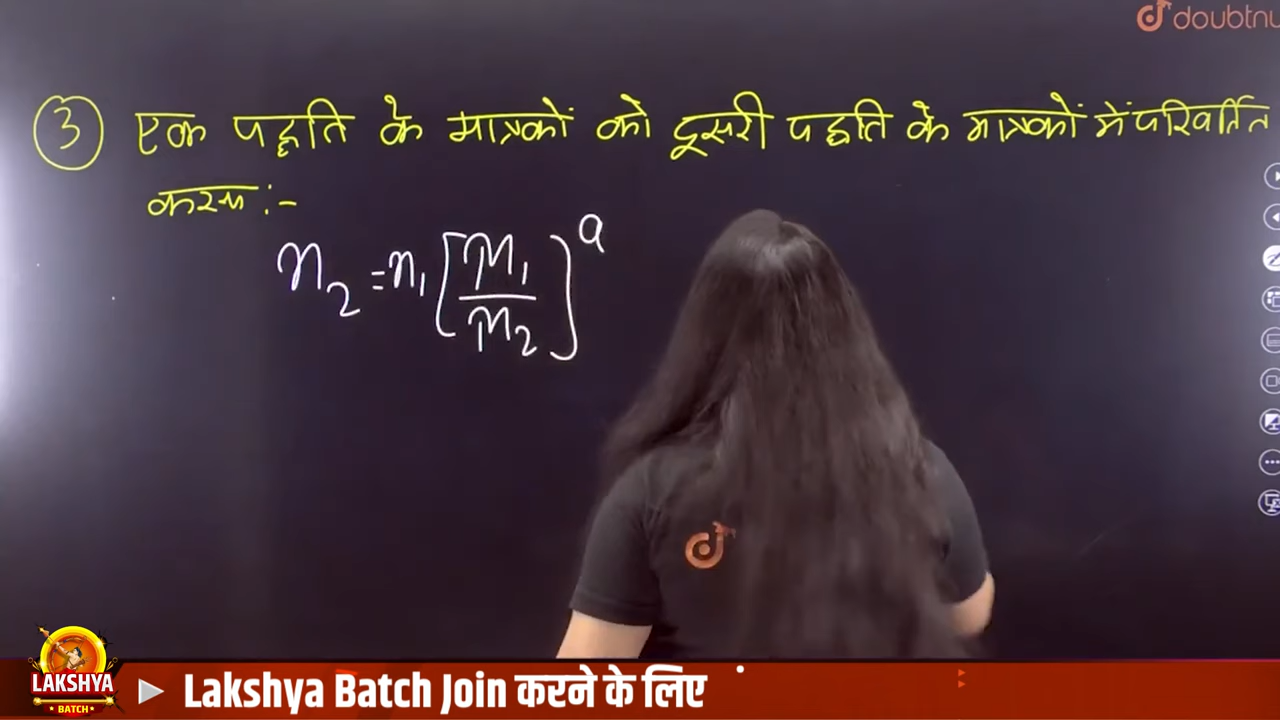 doubtnu
③ एक पद्धति के मात्रकों को दूसरी पद्धति के मात्रकों में परिवर्तित
करना :-
n₂ = n₁ [M₁/M₂]ᵃ
LAKSHYA
BATCH
Lakshya Batch Join करने के लिए